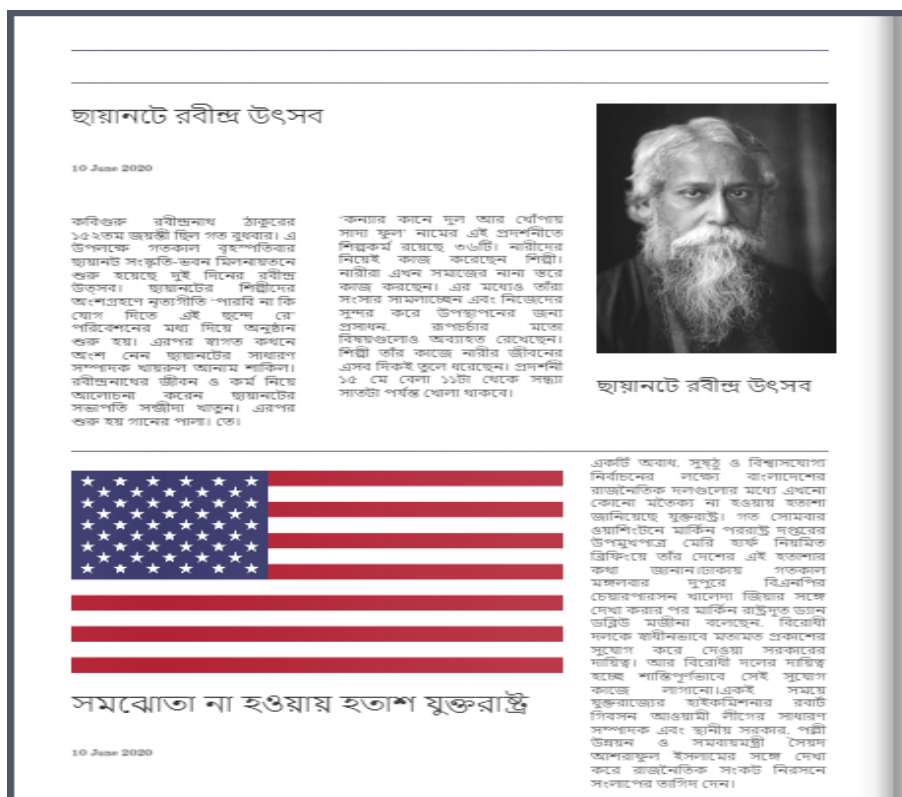 ছায়ানটে রবীন্দ্র উৎসব
10 June 2020
কবিগুরু রবীন্দ্রনাথ ঠাকুরের
১৫২তম জয়ন্তী ছিল গত বুধবার। এ
উপলক্ষে গতকাল বৃহস্পতিবার
ছায়ানট সংস্কৃতি-ভবন মিলনায়তনে
শুরু হয়েছে দুই দিনের রবীন্দ্র
উত্সব। ছায়ানটের শিল্পীদের
অংশগ্রহণে নৃত্যগীতি 'পারবি না কি
যোগ দিতে এই ছন্দে রে'
পরিবেশনের মধ্য দিয়ে অনুষ্ঠান
শুরু হয়। এরপর স্বাগত কথনে
অংশ নেন ছায়ানটের সাধারণ
সম্পাদক খায়রুল আনাম শাকিল।
রবীন্দ্রনাথের জীবন ও কর্ম নিয়ে
আলোচনা করেন ছায়ানটের
সভাপতি সন্জীদা খাতুন। এরপর
শুরু হয় গানের পালা। তে।
'কন্যার কানে দুল আর খোঁপায়
সাদা ফুল' নামের এই প্রদর্শনীতে
শিল্পকর্ম রয়েছে ৩৬টি। নারীদের
নিয়েই কাজ করেছেন শিল্পী।
নারীরা এখন সমাজের নানা স্তরে
কাজ করছেন। এর মধ্যেও তাঁরা
সংসার সামলাচ্ছেন এবং নিজেদের
সুন্দর করে উপস্থাপনের জন্য
প্রসাধন, রূপচর্চার মতো
বিষয়গুলোও অব্যাহত রেখেছেন।
শিল্পী তাঁর কাজে নারীর জীবনের
এসব দিকই তুলে ধরেছেন। প্রদর্শনী
১৫ মে বেলা ১১টা থেকে সন্ধ্যা
সাতটা পর্যন্ত খোলা থাকবে।
ছায়ানটে রবীন্দ্র উৎসব
সমঝোতা না হওয়ায় হতাশ যুক্তরাষ্ট্র
10 June 2020
একটি অবাধ, সুষ্ঠু ও বিশ্বাসযোগ্য
নির্বাচনের লক্ষ্যে বাংলাদেশের
রাজনৈতিক দলগুলোর মধ্যে এখনো
কোনো মতৈক্য না হওয়ায় হতাশা
জানিয়েছে যুক্তরাষ্ট্র। গত সোমবার
ওয়াশিংটনে মার্কিন পররাষ্ট্র দপ্তরের
উপমুখপাত্র মেরি হার্ফ নিয়মিত
ব্রিফিংয়ে তাঁর দেশের এই হতাশার
কথা জানান।ঢাকায় গতকাল
মঙ্গলবার দুপুরে বিএনপির
চেয়ারপারসন খালেদা জিয়ার সঙ্গে
দেখা করার পর মার্কিন রাষ্ট্রদূত ড্যান
ডব্লিউ মজীনা বলেছেন, বিরোধী
দলকে স্বাধীনভাবে মতামত প্রকাশের
সুযোগ করে দেওয়া সরকারের
দায়িত্ব। আর বিরোধী দলের দায়িত্ব
হচ্ছে শান্তিপূর্ণভাবে সেই সুযোগ
কাজে লাগানো।একই সময়ে
যুক্তরাজ্যের হাইকমিশনার রবার্ট
গিবসন আওয়ামী লীগের সাধারণ
সম্পাদক এবং স্থানীয় সরকার, পল্লী
উন্নয়ন ও সমবায়মন্ত্রী সৈয়দ
আশরাফুল ইসলামের সঙ্গে দেখা
করে রাজনৈতিক সংকট নিরসনে
সংলাপের তাগিদ দেন।